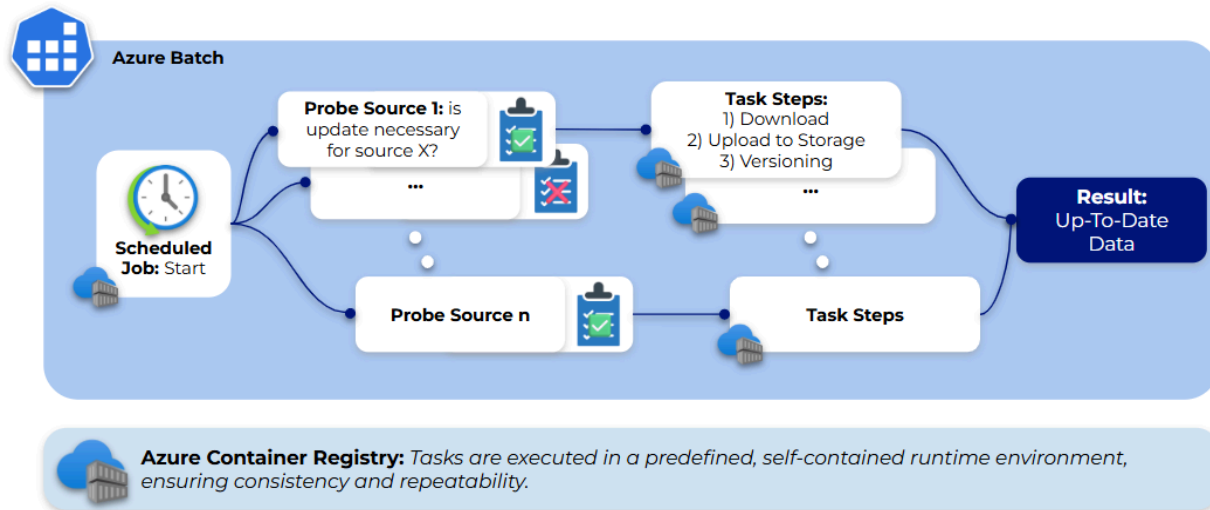 Azure Batch
Probe Source 1: is
update necessary
for source X?
Task Steps:
1) Download
2) Upload to Storage
3) Versioning
...
...
Scheduled
Job: Start
Result:
Up-To-Date
Data
Probe Source n
Task Steps
Azure Container Registry: Tasks are executed in a predefined, self-contained runtime environment,
ensuring consistency and repeatability.